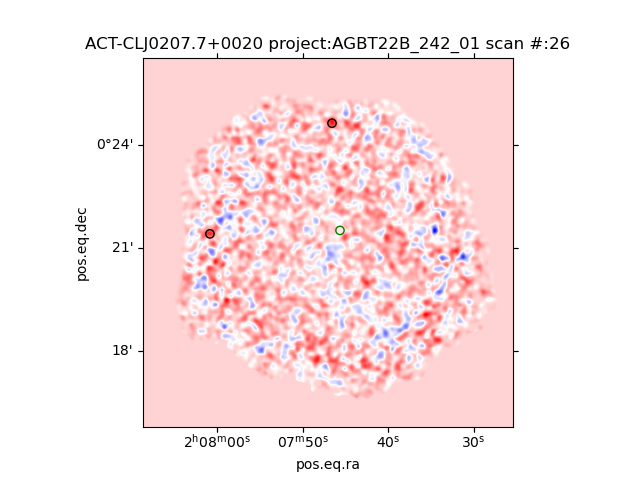 ACT-CLJ0207.7+0020 project:AGBT22B_242_01 scan #:26
pos.eq.dec
0°24'
21'
18'
2ʰ08ᵐ00ˢ 07ᵐ50ˢ 40ˢ 30ˢ
pos.eq.ra